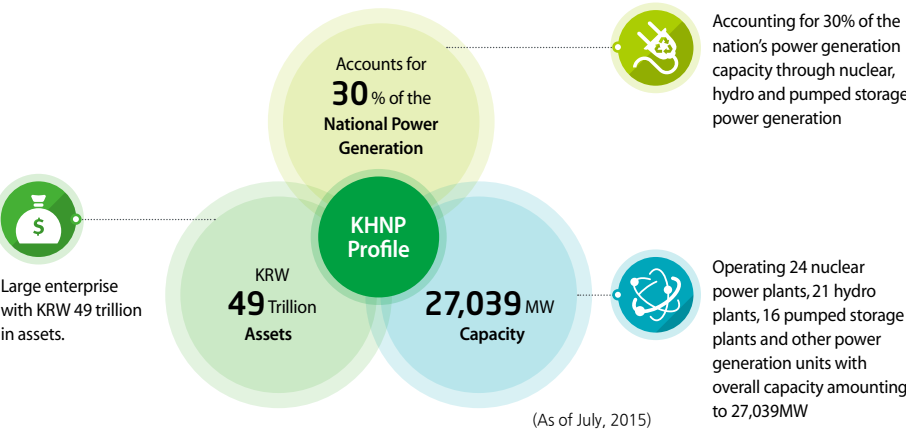 Accounts for
30 % of the
National Power
Generation
Accounting for 30% of the
nation's power generation
capacity through nuclear,
hydro and pumped storage
power generation
KHNP
Profile
$
Large enterprise
with KRW 49 trillion
in assets.
KRW
49 Trillion
Assets
27,039 MW
Capacity
Operating 24 nuclear
power plants, 21 hydro
plants, 16 pumped storage
plants and other power
generation units with
overall capacity amounting
to 27,039MW
(As of July, 2015)